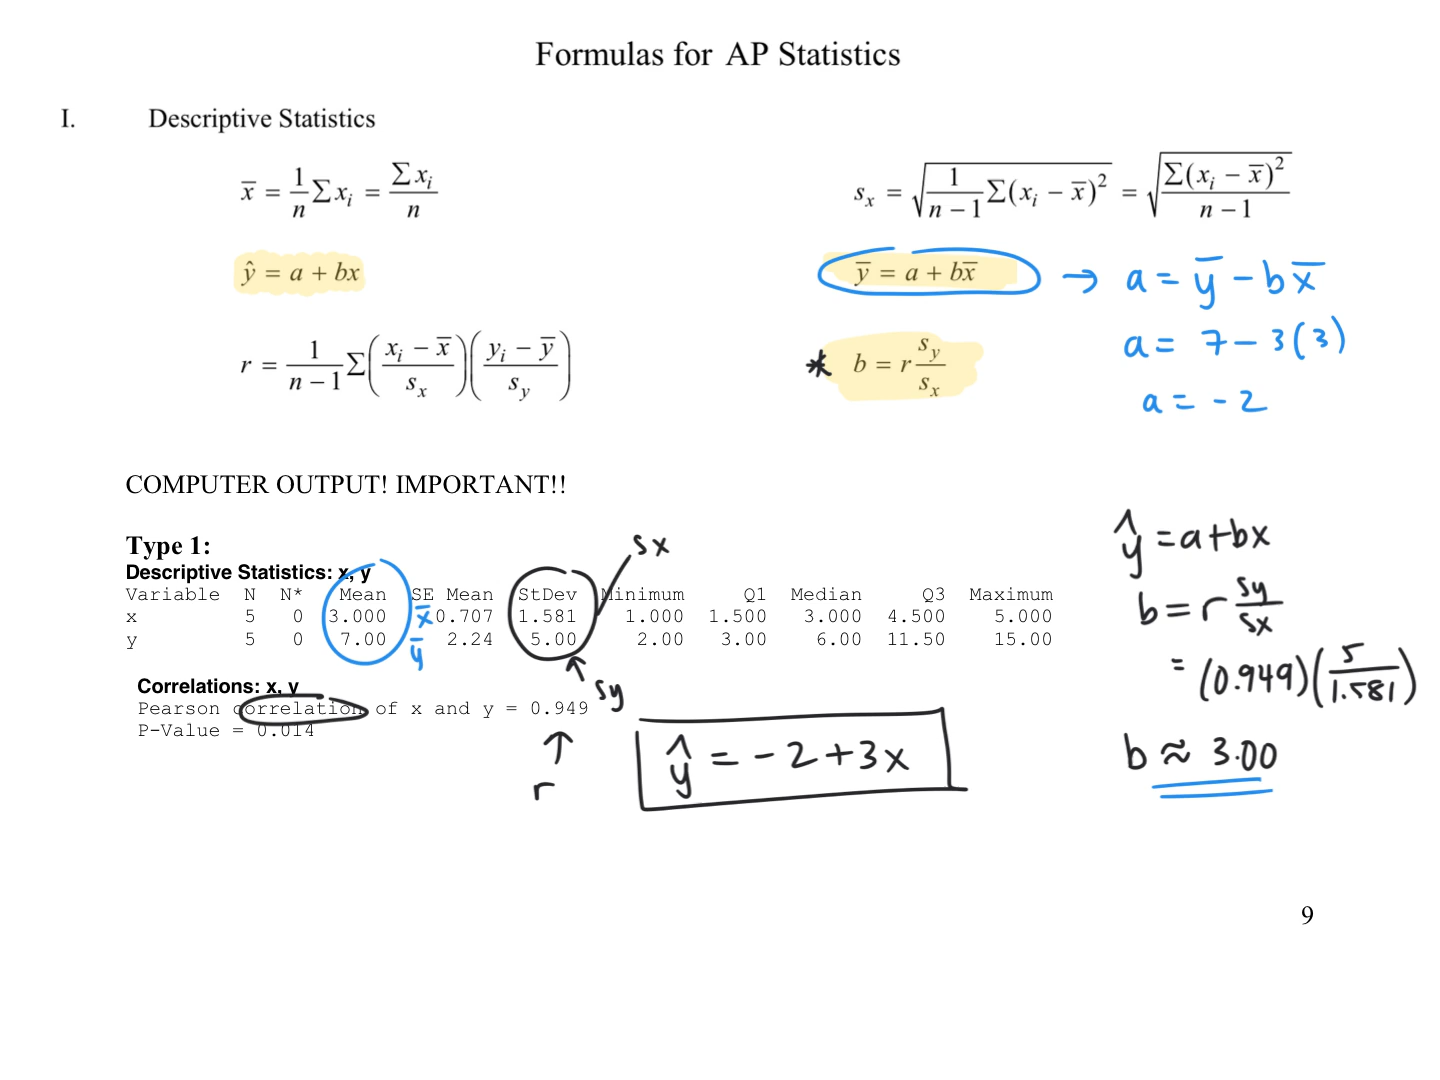 Formulas for AP Statistics
I. Descriptive Statistics
x̄ = 1/n Σxᵢ = Σxᵢ/n
sₓ = √(1/(n − 1) Σ(xᵢ − x̄)²) = √(Σ(xᵢ − x̄)²/(n − 1))
ŷ = a + bx
ȳ = a + bx̄ → a = ȳ - bx̄
a = 7 - 3(3)
r = 1/(n − 1) Σ((xᵢ − x̄)/sₓ)((yᵢ − ȳ)/s_y)
* b = r s_y/sₓ
a = -2
COMPUTER OUTPUT! IMPORTANT!!
Type 1:
sx
Descriptive Statistics: x, y
Variable N N* Mean SE Mean StDev Minimum Q1 Median Q3 Maximum
x 5 0 3.000 x̄ 0.707 1.581 1.000 1.500 3.000 4.500 5.000
y 5 0 7.00 ȳ 2.24 5.00 2.00 3.00 6.00 11.50 15.00
sy
Correlations: x, y
Pearson correlation of x and y = 0.949
P-Value = 0.014
↑
r
ŷ = -2+3x
ŷ = a+bx
b = r sy/sx
= (0.949)(5/1.581)
b ≈ 3.00
9